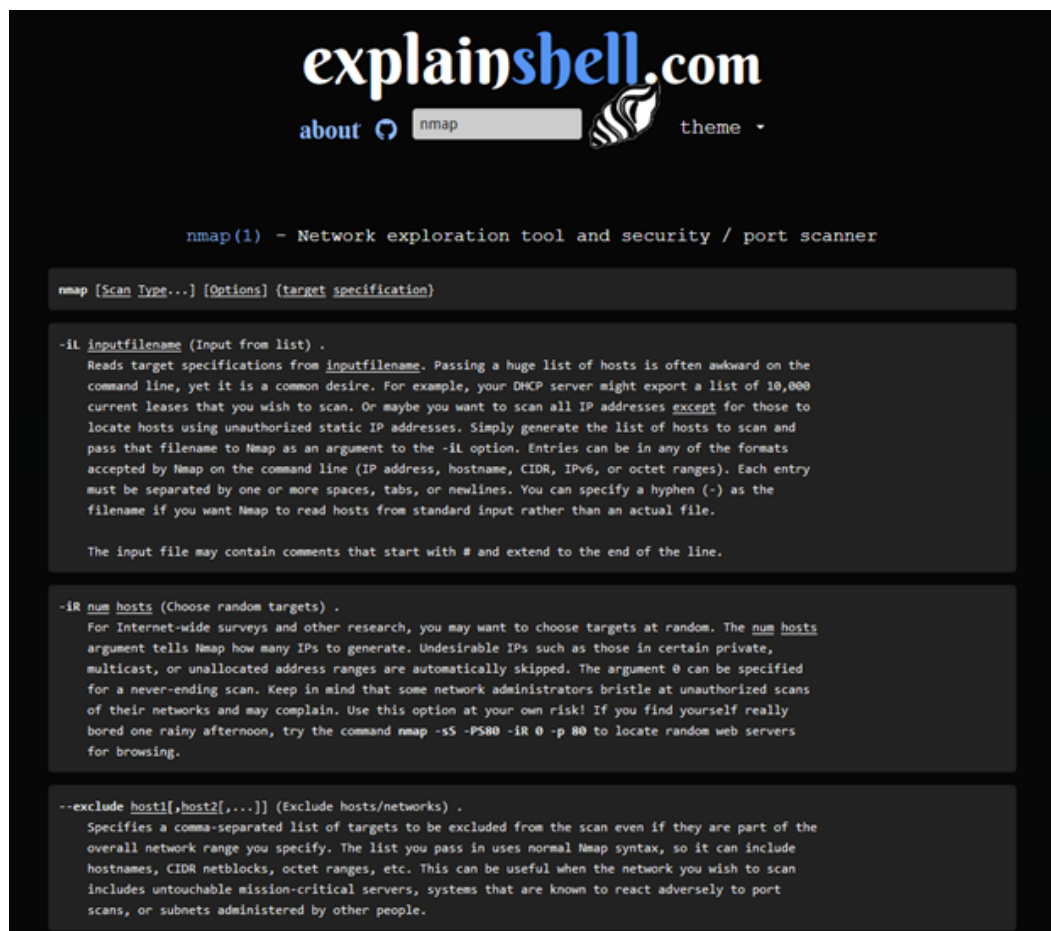 explainshell.com
about nmap theme
nmap(1) - Network exploration tool and security / port scanner
nmap [Scan Type...] [Options] {target specification}
-iL inputfilename (Input from list) .
Reads target specifications from inputfilename. Passing a huge list of hosts is often awkward on the
command line, yet it is a common desire. For example, your DHCP server might export a list of 10,000
current leases that you wish to scan. Or maybe you want to scan all IP addresses except for those to
locate hosts using unauthorized static IP addresses. Simply generate the list of hosts to scan and
pass that filename to Nmap as an argument to the -iL option. Entries can be in any of the formats
accepted by Nmap on the command line (IP address, hostname, CIDR, IPv6, or octet ranges). Each entry
must be separated by one or more spaces, tabs, or newlines. You can specify a hyphen (-) as the
filename if you want Nmap to read hosts from standard input rather than an actual file.
The input file may contain comments that start with # and extend to the end of the line.
-iR num hosts (Choose random targets) .
For Internet-wide surveys and other research, you may want to choose targets at random. The num hosts
argument tells Nmap how many IPs to generate. Undesirable IPs such as those in certain private,
multicast, or unallocated address ranges are automatically skipped. The argument 0 can be specified
for a never-ending scan. Keep in mind that some network administrators bristle at unauthorized scans
of their networks and may complain. Use this option at your own risk! If you find yourself really
bored one rainy afternoon, try the command nmap -sS -PS80 -iR 0 -p 80 to locate random web servers
for browsing.
--exclude host1[,host2[,...]] (Exclude hosts/networks) .
Specifies a comma-separated list of targets to be excluded from the scan even if they are part of the
overall network range you specify. The list you pass in uses normal Nmap syntax, so it can include
hostnames, CIDR netblocks, octet ranges, etc. This can be useful when the network you wish to scan
includes untouchable mission-critical servers, systems that are known to react adversely to port
scans, or subnets administered by other people.